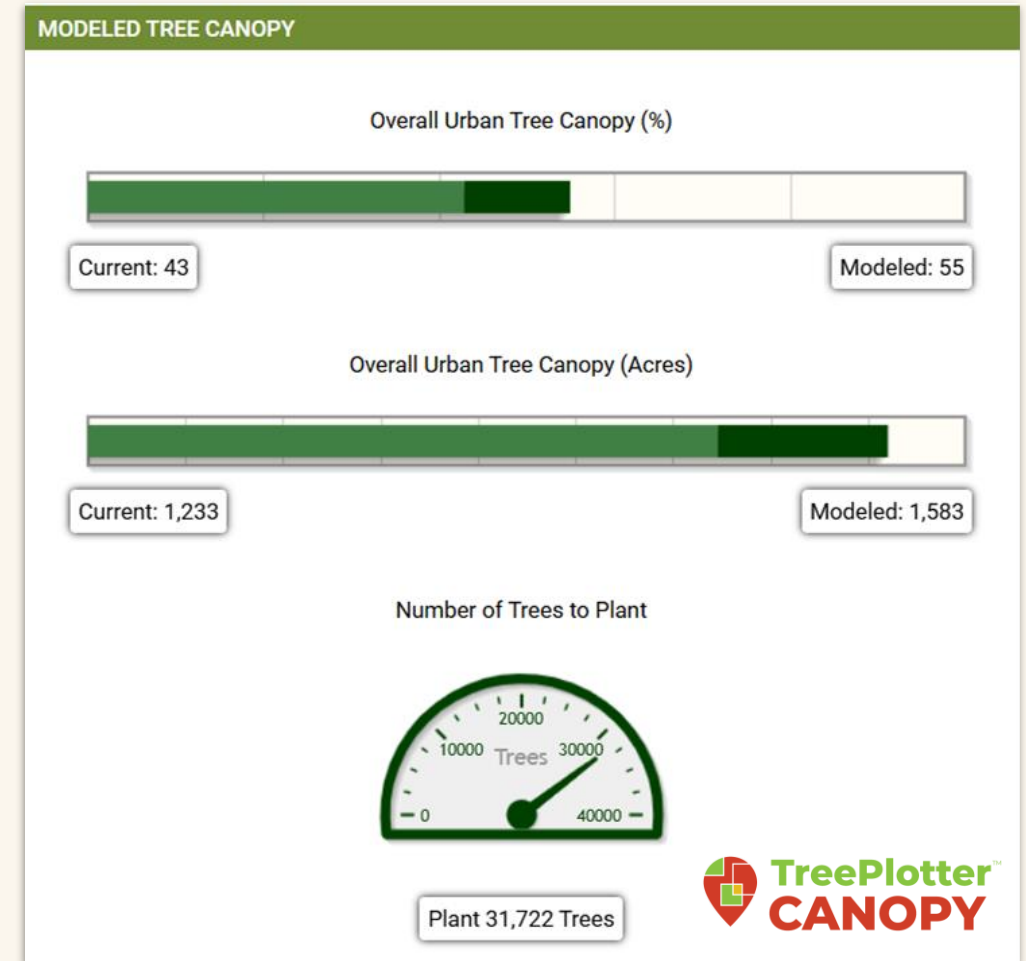 MODELED TREE CANOPY
Overall Urban Tree Canopy (%)
Current: 43
Modeled: 55
Overall Urban Tree Canopy (Acres)
Current: 1,233
Modeled: 1,583
Number of Trees to Plant
20000
10000 Trees 30000
0 40000
Plant 31,722 Trees
TreePlotter™
CANOPY